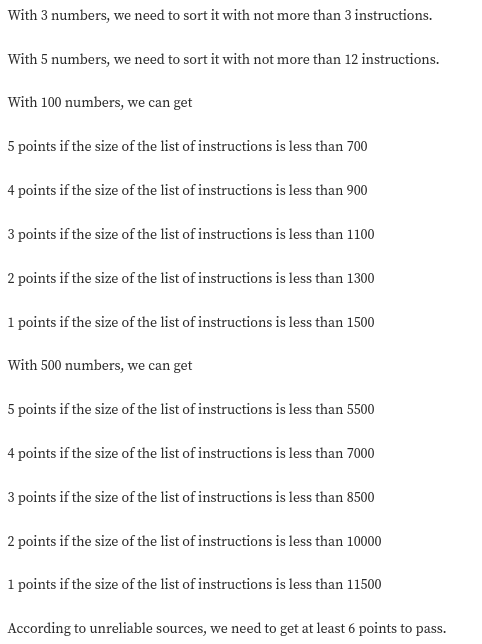 With 3 numbers, we need to sort it with not more than 3 instructions.
With 5 numbers, we need to sort it with not more than 12 instructions.
With 100 numbers, we can get
5 points if the size of the list of instructions is less than 700
4 points if the size of the list of instructions is less than 900
3 points if the size of the list of instructions is less than 1100
2 points if the size of the list of instructions is less than 1300
1 points if the size of the list of instructions is less than 1500
With 500 numbers, we can get
5 points if the size of the list of instructions is less than 5500
4 points if the size of the list of instructions is less than 7000
3 points if the size of the list of instructions is less than 8500
2 points if the size of the list of instructions is less than 10000
1 points if the size of the list of instructions is less than 11500
According to unreliable sources, we need to get at least 6 points to pass.